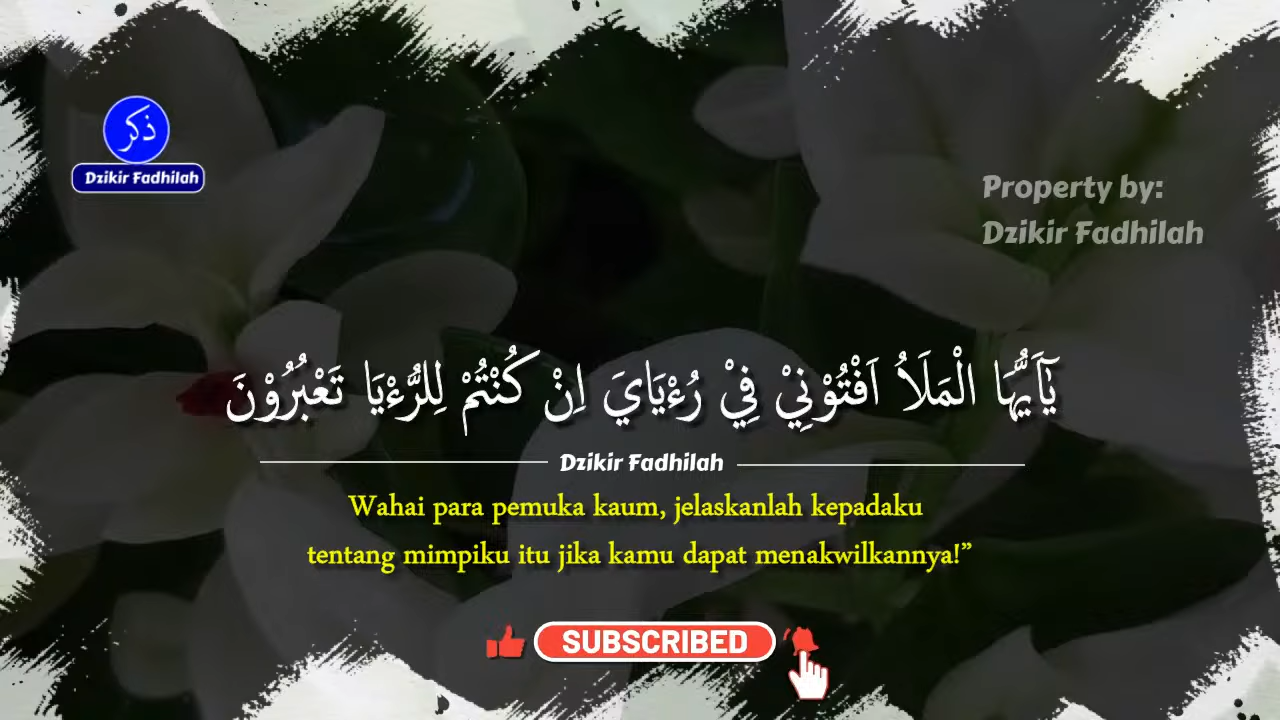 ذكر
Dzikir Fadhilah
Property by:
Dzikir Fadhilah
يٰٓاَيُّهَا الْمَلَاُ اَفْتُوْنِيْ فِيْ رُءْيَايَ اِنْ كُنْتُمْ لِلرُّءْيَا تَعْبُرُوْنَ
Dzikir Fadhilah
Wahai para pemuka kaum, jelaskanlah kepadaku
tentang mimpiku itu jika kamu dapat menakwilkannya!”
SUBSCRIBED